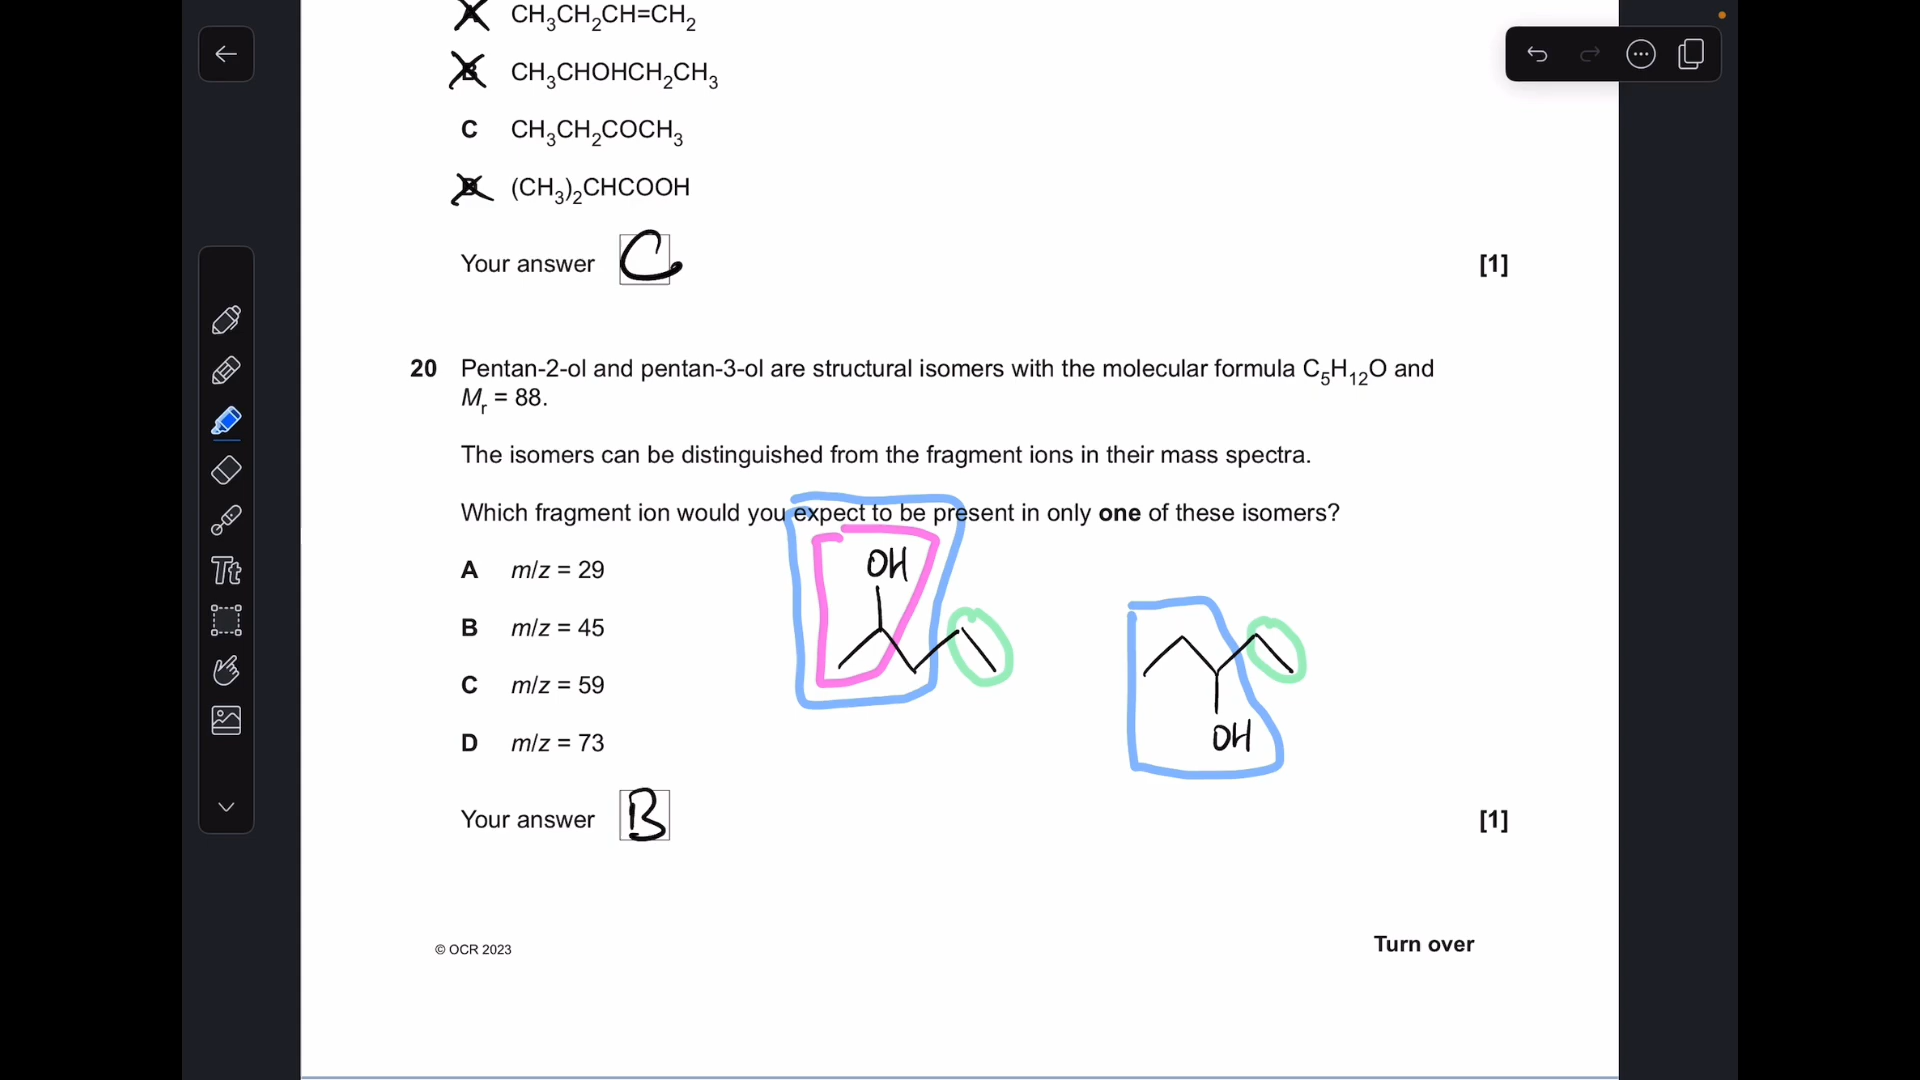 A CH3CH2CH=CH2
B CH3CHOHCH2CH3
C CH3CH2COCH3
D (CH3)2CHCOOH
Your answer C [1]
20 Pentan-2-ol and pentan-3-ol are structural isomers with the molecular formula C5H12O and
Mr = 88.
The isomers can be distinguished from the fragment ions in their mass spectra.
Which fragment ion would you expect to be present in only one of these isomers?
A m/z = 29
B m/z = 45
C m/z = 59
D m/z = 73
OH
OH
Your answer B [1]
© OCR 2023
Turn over
Tt